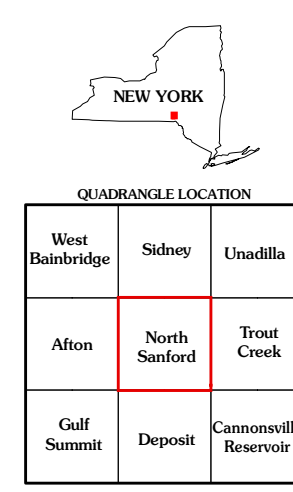 NEW YORK
QUADRANGLE LOCATION
West
Bainbridge
Sidney
Unadilla
Afton
North
Sanford
Trout
Creek
Gulf
Summit
Deposit
Cannonsvill
Reservoir